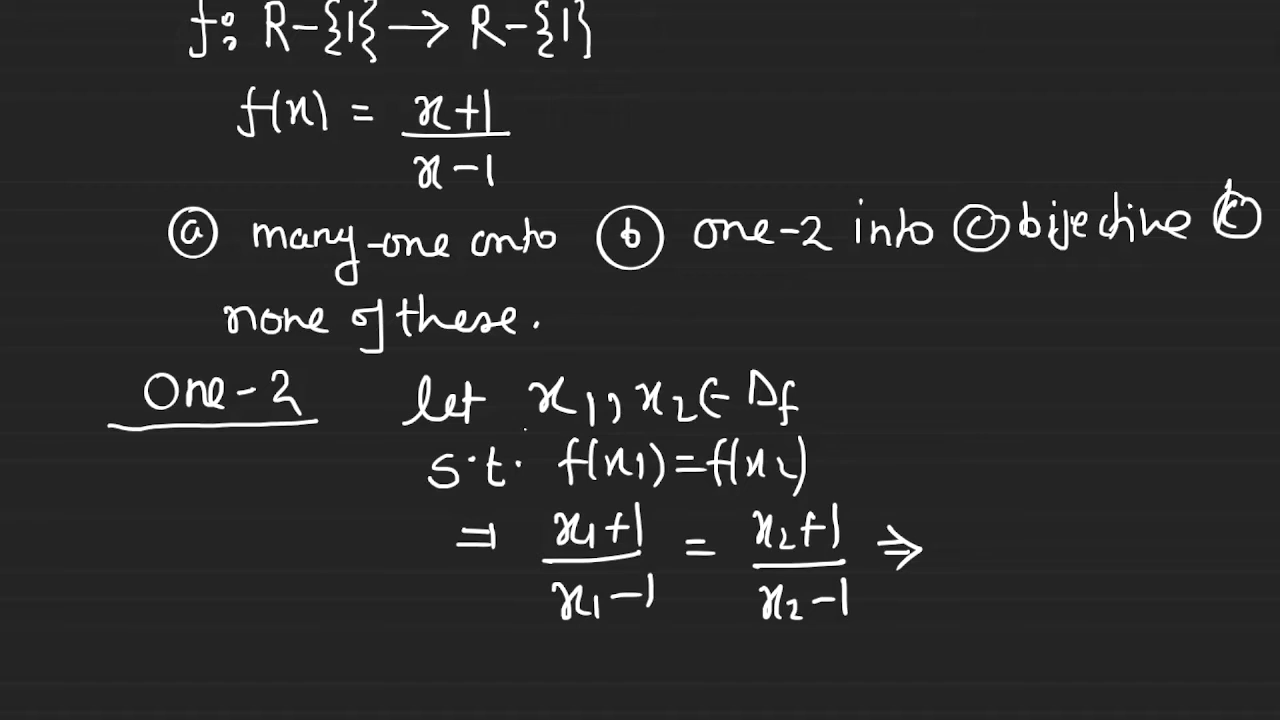 f: R-{1} → R-{1}
f(x) = x+1 / x-1
(a) many-one onto (b) one-2 into (c) bijective
none of these.
One-2 let x1, x2 ∈ Df
s.t. f(x1) = f(x2)
⇒ x1+1 / x1-1 = x2+1 / x2-1 ⇒